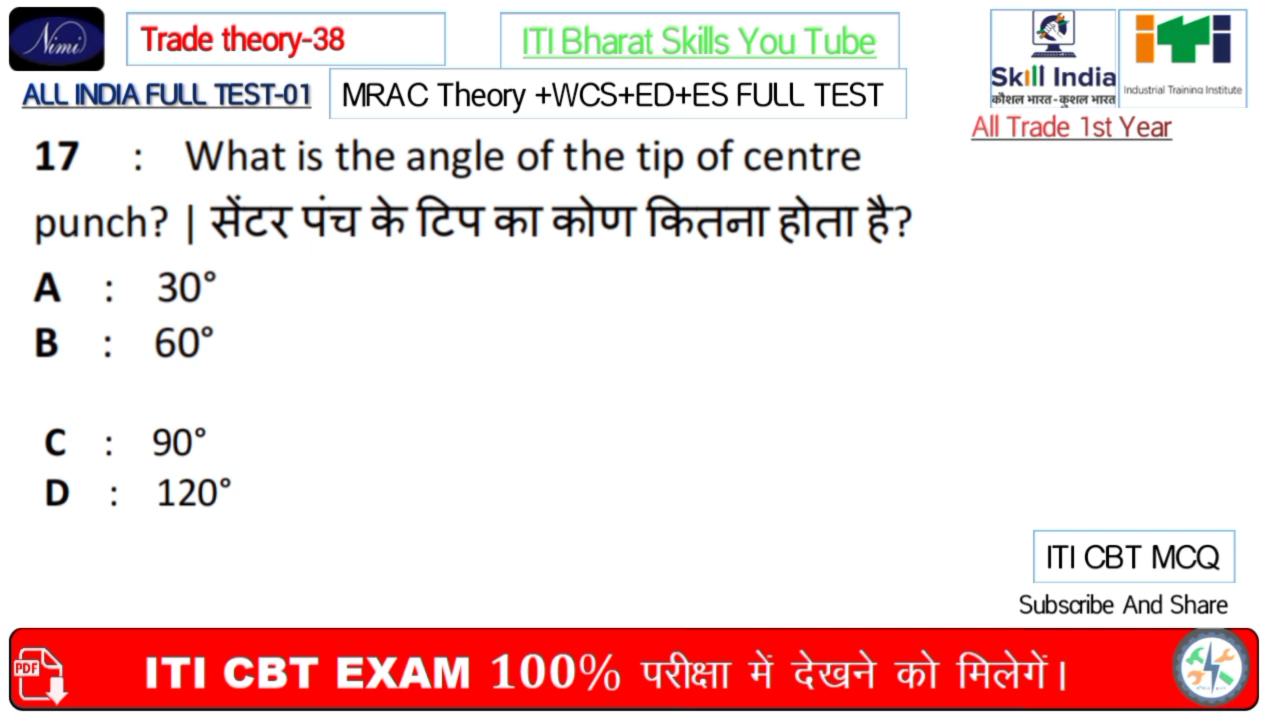 Nimi
Trade theory-38
ITI Bharat Skills You Tube
Skill India
कौशल भारत-कुशल भारत
iTi
Industrial Training Institute
ALL INDIA FULL TEST-01
MRAC Theory +WCS+ED+ES FULL TEST
All Trade 1st Year
17 : What is the angle of the tip of centre
punch? | सेंटर पंच के टिप का कोण कितना होता है?
A : 30°
B : 60°
C : 90°
D : 120°
ITI CBT MCQ
Subscribe And Share
PDF
ITI CBT EXAM 100% परीक्षा में देखने को मिलेगें।